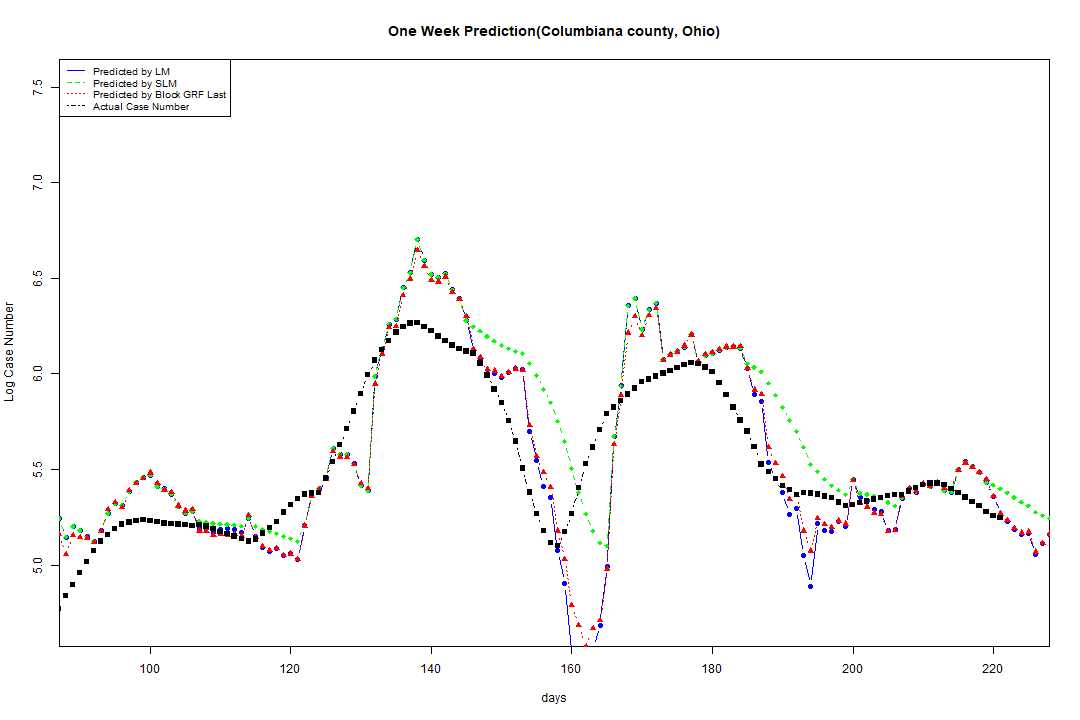 One Week Prediction(Columbiana county, Ohio)
Predicted by LM
Predicted by SLM
Predicted by Block GRF Last
Actual Case Number
7.5
7.0
6.5
6.0
5.5
5.0
Log Case Number
100 120 140 160 180 200 220
days